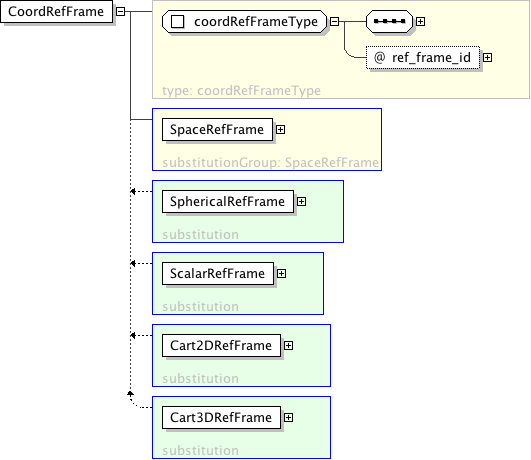 CoordRefFrame
coordRefFrameType
@ ref_frame_id
type: coordRefFrameType
SpaceRefFrame
substitutionGroup: SpaceRefFrame
SphericalRefFrame
substitution
ScalarRefFrame
substitution
Cart2DRefFrame
substitution
Cart3DRefFrame
substitution